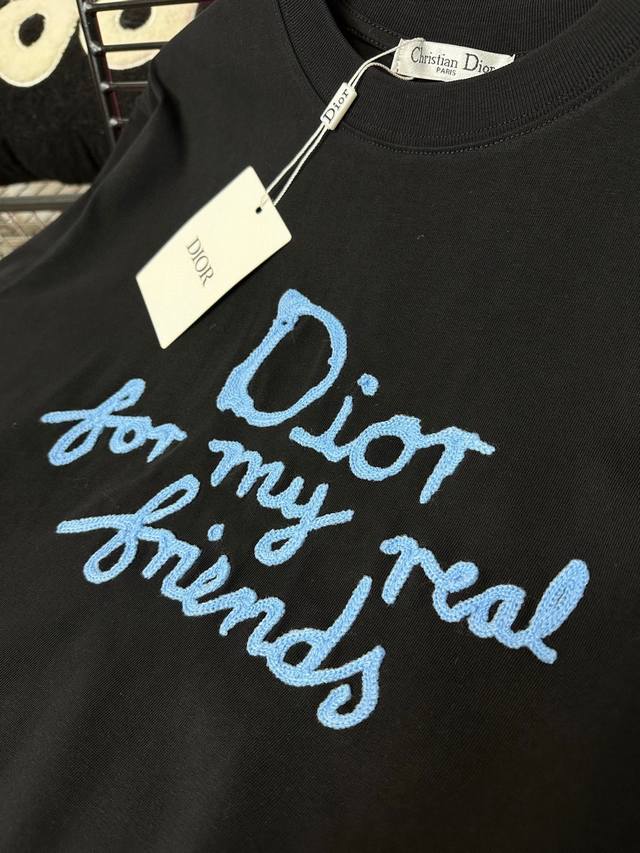 Christian Dior
PARIS
Dior
DIOR
Dior
for my real
friends